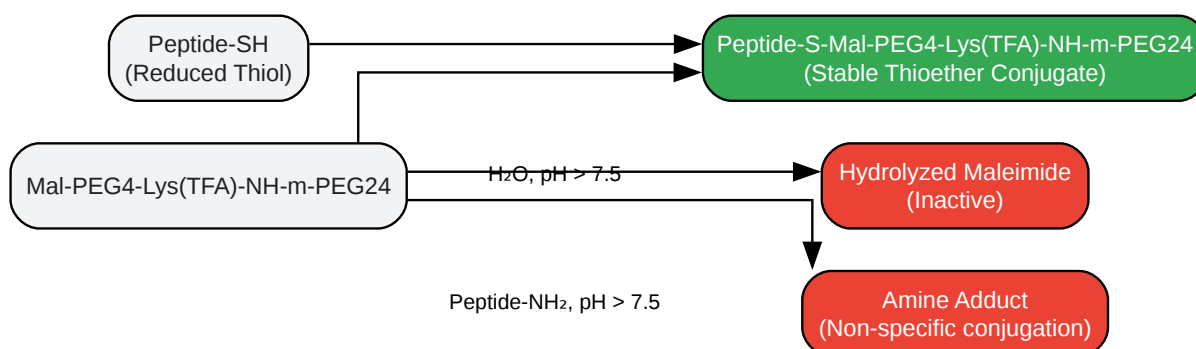 Peptide-SH
(Reduced Thiol)
Peptide-S-Mal-PEG4-Lys(TFA)-NH-m-PEG24
(Stable Thioether Conjugate)
Mal-PEG4-Lys(TFA)-NH-m-PEG24
H₂O, pH > 7.5
Hydrolyzed Maleimide
(Inactive)
Peptide-NH₂, pH > 7.5
Amine Adduct
(Non-specific conjugation)